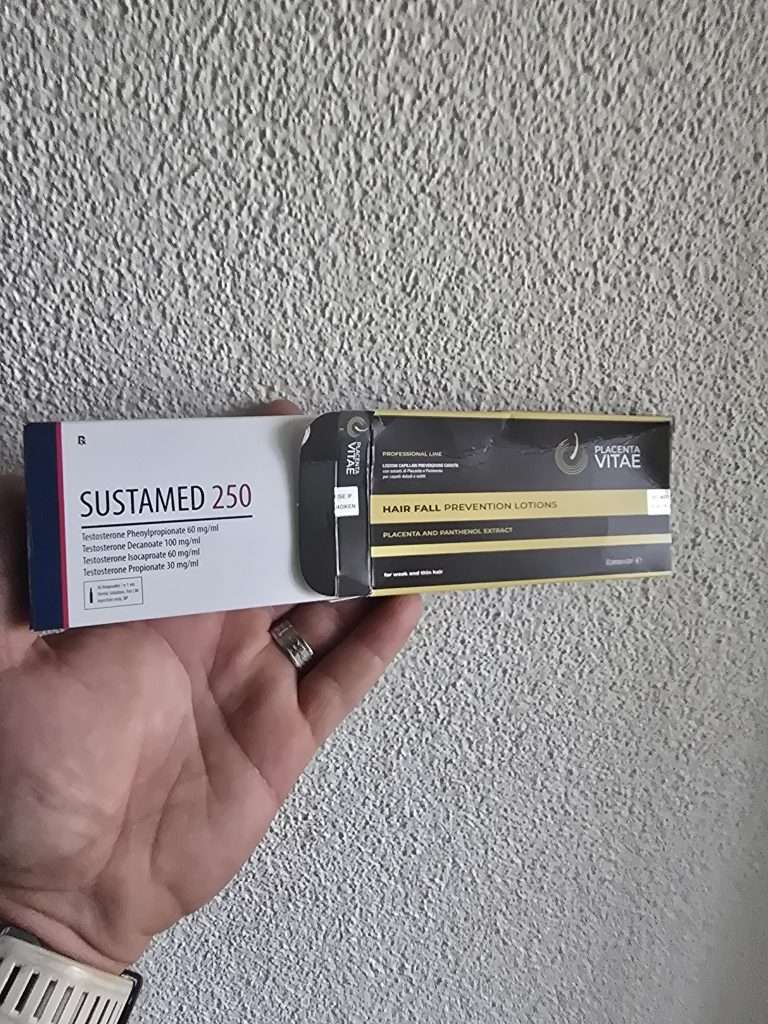 ℞
SUSTAMED 250
Testosterone Phenylpropionate 60 mg/ml
Testosterone Decanoate 100 mg/ml
Testosterone Isocaproate 60 mg/ml
Testosterone Propionate 30 mg/ml
PLACENTA
VITAE
PROFESSIONAL LINE
HAIR FALL PREVENTION LOTIONS
PLACENTA AND PANTHENOL EXTRACT
for weak and thin hair
PLACENTA
VITAE